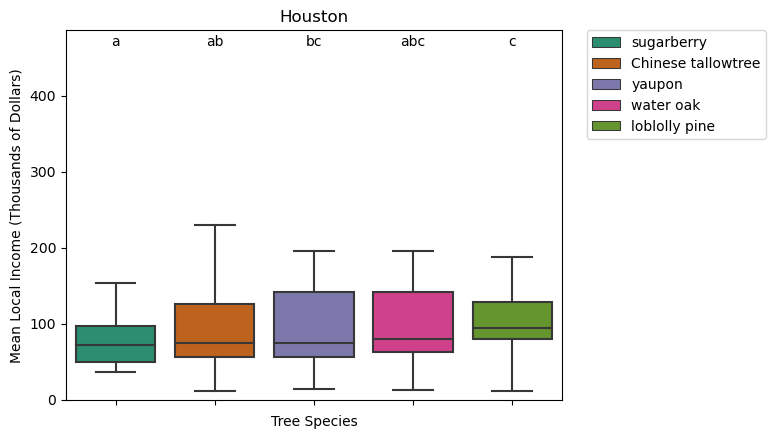 Houston
a ab bc abc c
sugarberry
Chinese tallowtree
yaupon
water oak
loblolly pine
Mean Local Income (Thousands of Dollars)
400
300
200
100
0
Tree Species